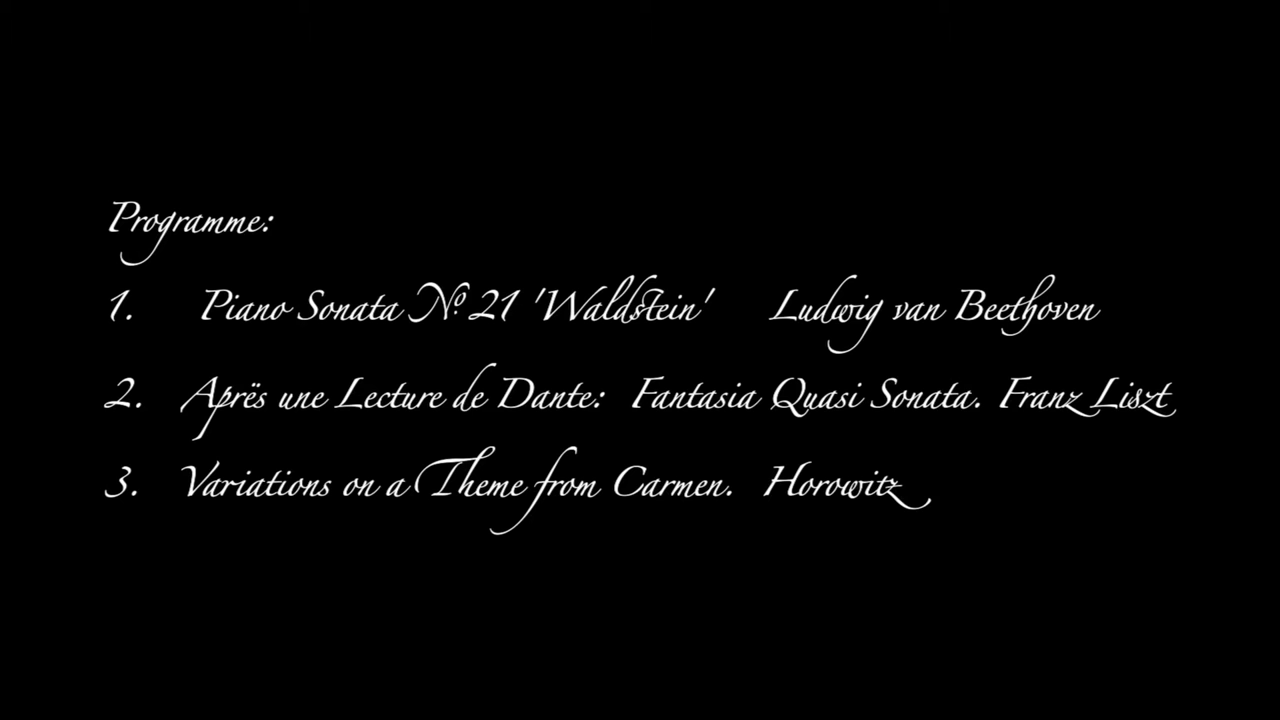 Programme:
1. Piano Sonata Nº 21 'Waldstein' Ludwig van Beethoven
2. Aprës une Lecture de Dante: Fantasia Quasi Sonata. Franz Liszt
3. Variations on a Theme from Carmen. Horowitz